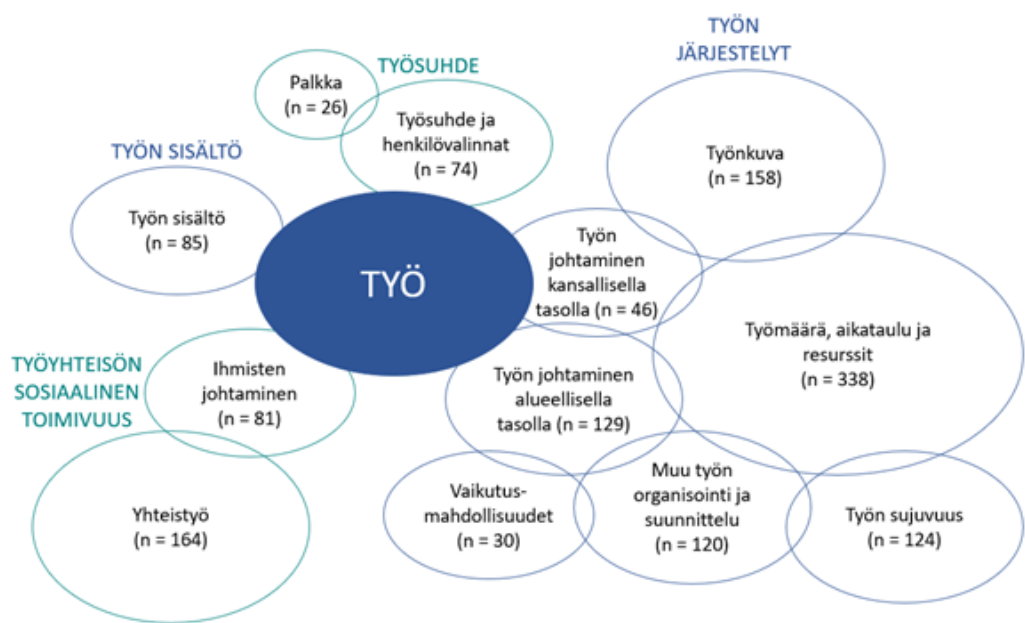 TYÖSUHDE
Palkka
(n = 26)
Työsuhde ja
henkilövalinnat
(n = 74)
TYÖN
JÄRJESTELYT
Työnkuva
(n = 158)
TYÖN SISÄLTÖ
Työn sisältö
(n = 85)
TYÖ
Työn
johtaminen
kansallisella
tasolla (n = 46)
Työmäärä, aikataulu ja
resurssit
(n = 338)
TYÖYHTEISÖN
SOSIAALINEN
TOIMIVUUS
Ihmisten
johtaminen
(n = 81)
Työn johtaminen
alueellisella
tasolla (n = 129)
Yhteistyö
(n = 164)
Vaikutus-
mahdollisuudet
(n = 30)
Muu työn
organisointi ja
suunnittelu
(n = 120)
Työn sujuvuus
(n = 124)